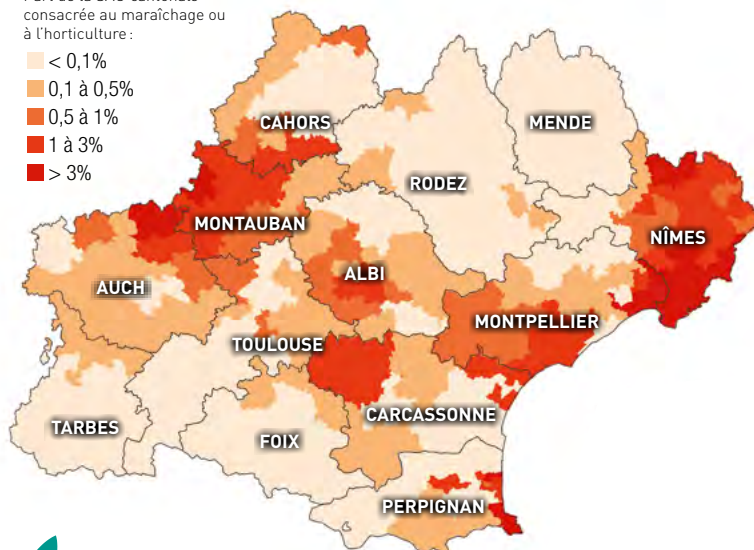 consacrée au maraîchage ou
à l'horticulture :
< 0,1%
0,1 à 0,5%
0,5 à 1%
1 à 3%
> 3%
CAHORS
MENDE
RODEZ
MONTAUBAN
NÎMES
ALBI
AUCH
MONTPELLIER
TOULOUSE
CARCASSONNE
TARBES
FOIX
PERPIGNAN